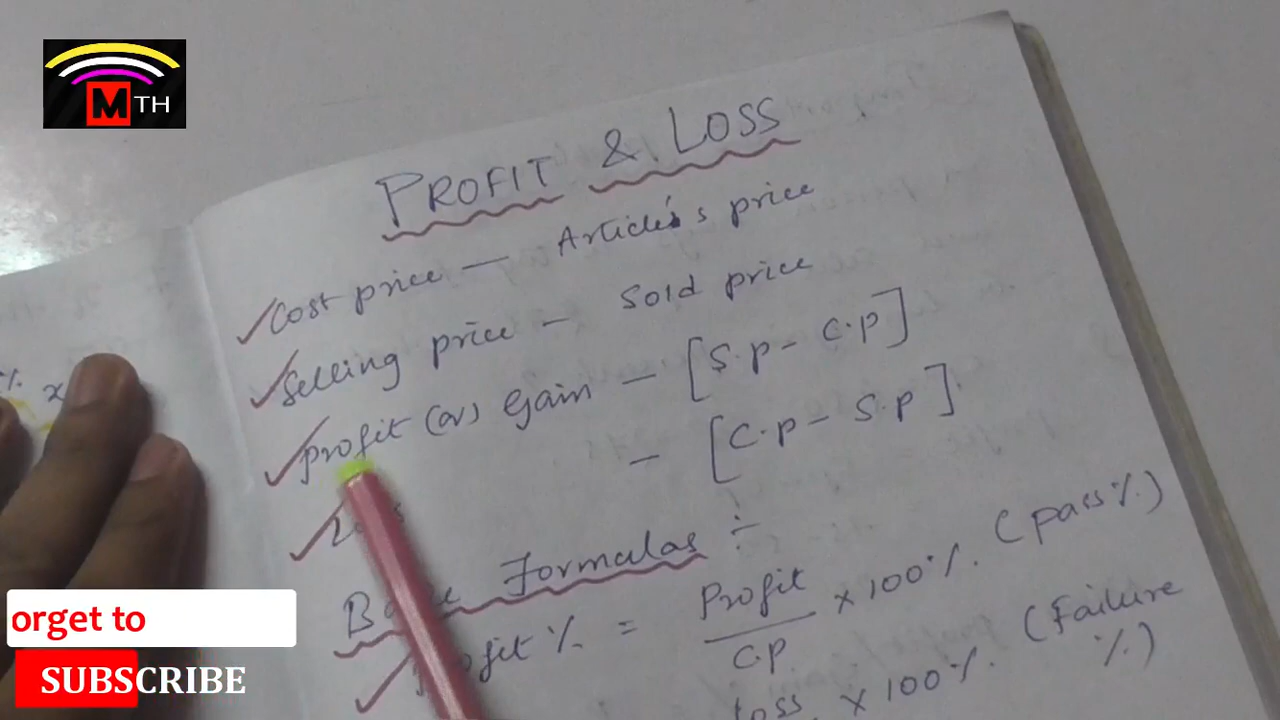 MTH
PROFIT & LOSS
Cost price — Article's price
Selling price — Sold price
profit (or) Gain — [S.p - C.p]
— [C.p - S.p]
Formulas :-
profit % = Profit / C.p × 100%. (pass%)
Loss × 100%. (Failure %)
% x
orget to
SUBSCRIBE